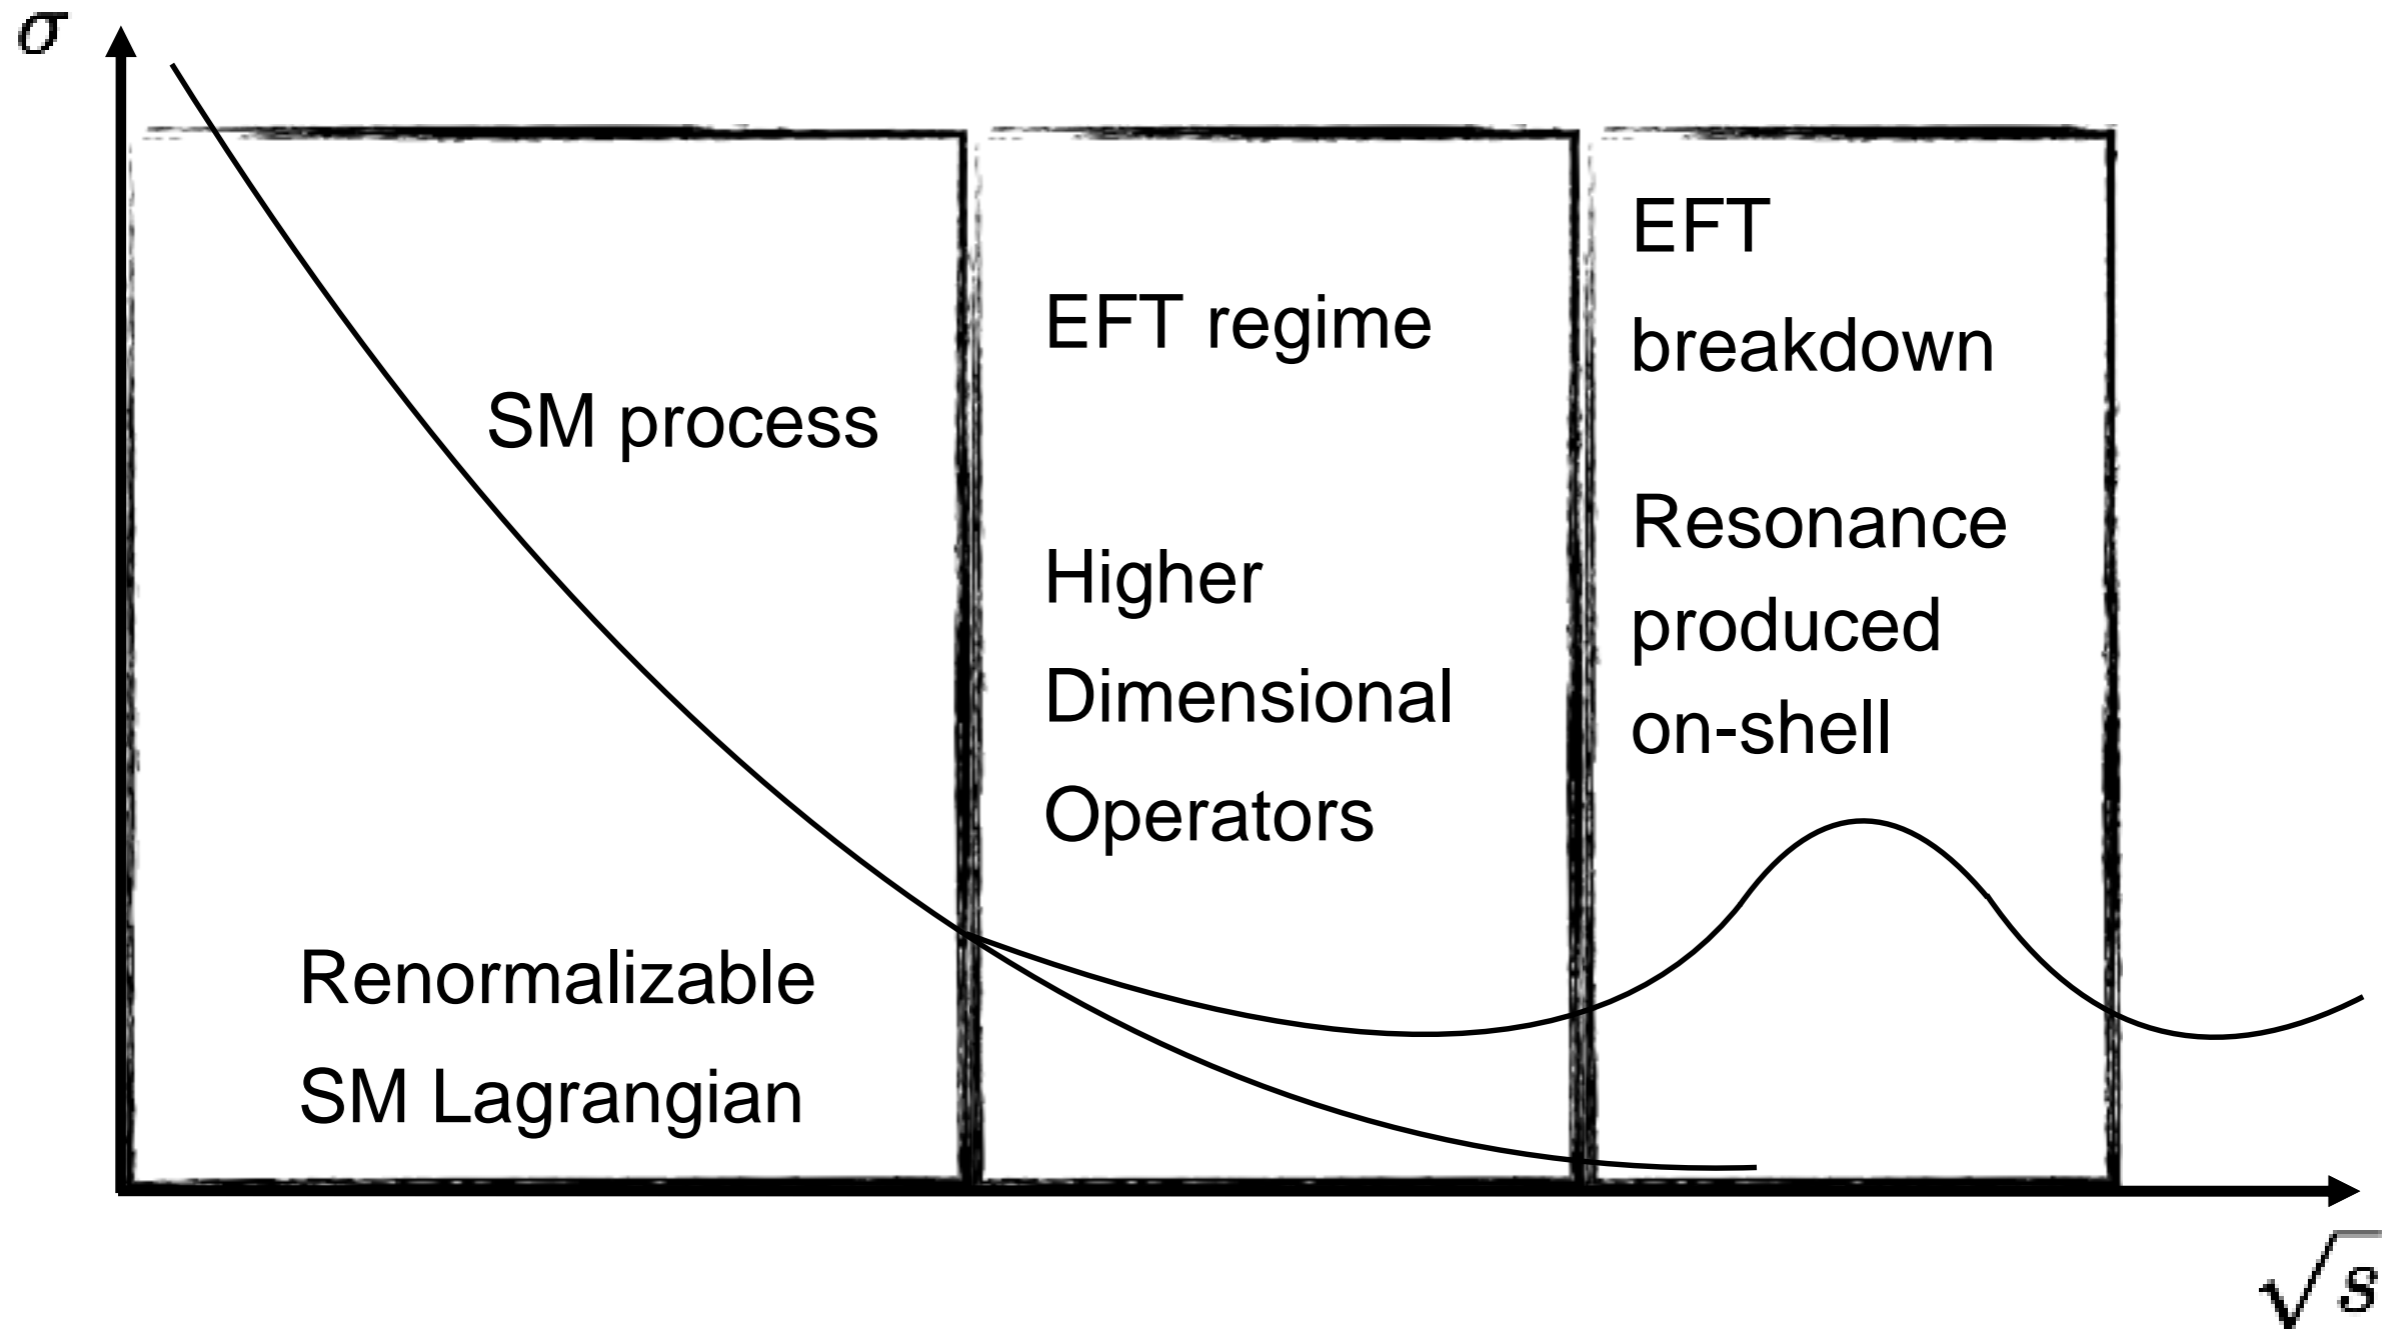 σ
SM process
Renormalizable
SM Lagrangian
EFT regime
Higher
Dimensional
Operators
EFT
breakdown
Resonance
produced
on-shell
√s